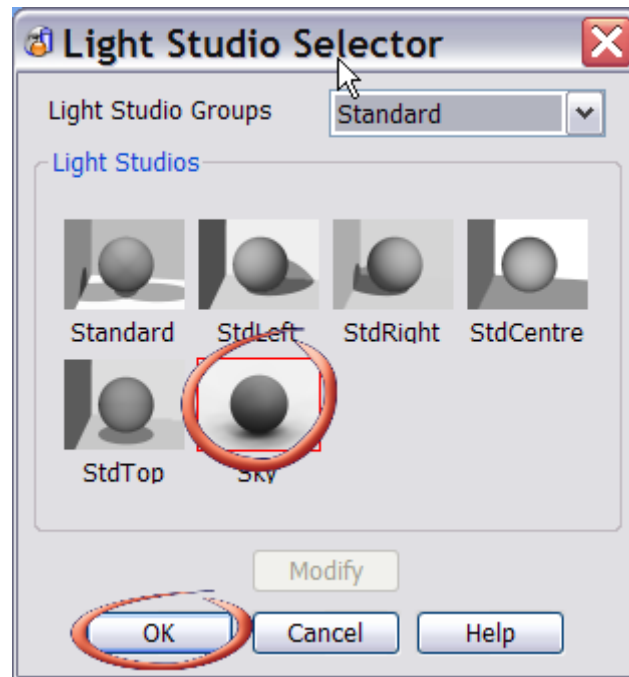 Light Studio Selector
Light Studio Groups Standard
Light Studios
Standard StdLeft StdRight StdCentre
StdTop Sky
Modify
OK Cancel Help